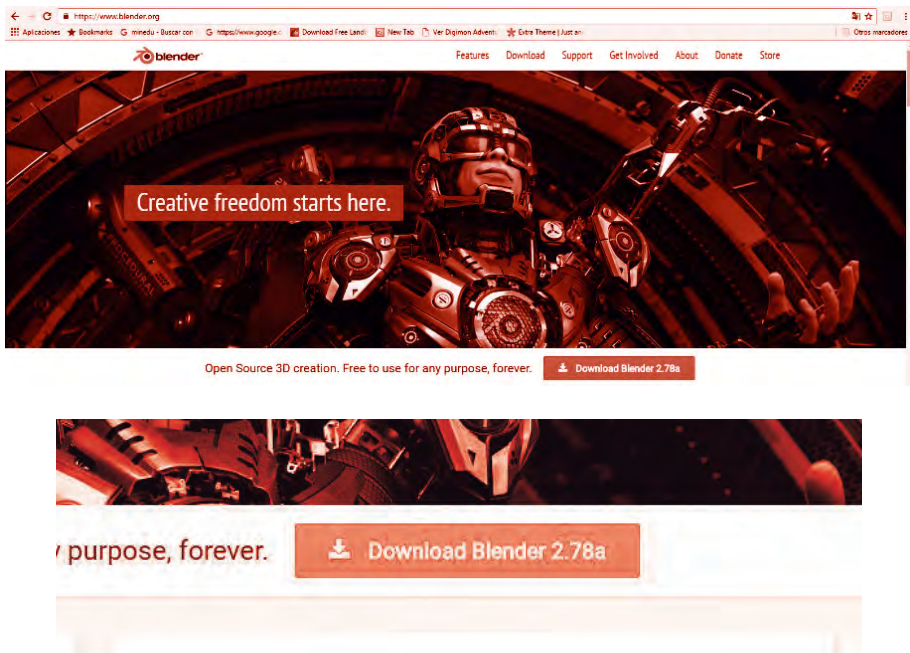 https://www.blender.org
Aplicaciones Bookmarks minedu - Buscar con https://www.google.c Download Free Landi New Tab Ver Digimon Adventu Extra Theme | Just an Otros marcadores
blender
Features Download Support Get Involved About Donate Store
Creative freedom starts here.
Open Source 3D creation. Free to use for any purpose, forever. Download Blender 2.78a
purpose, forever. Download Blender 2.78a